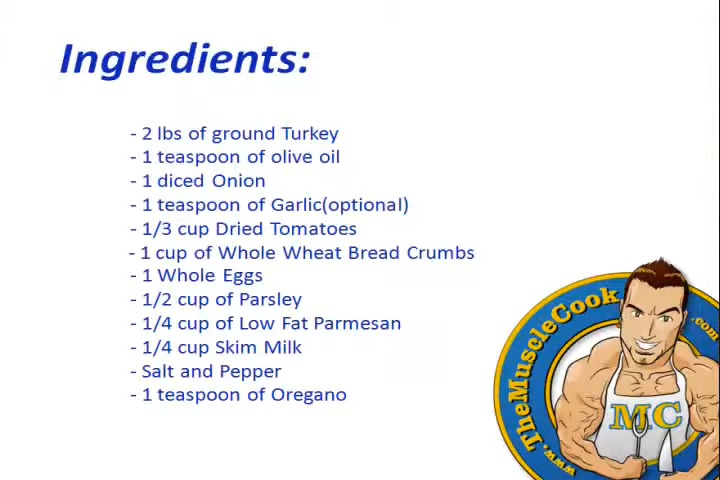 Ingredients:
- 2 lbs of ground Turkey
- 1 teaspoon of olive oil
- 1 diced Onion
- 1 teaspoon of Garlic(optional)
- 1/3 cup Dried Tomatoes
- 1 cup of Whole Wheat Bread Crumbs
- 1 Whole Eggs
- 1/2 cup of Parsley
- 1/4 cup of Low Fat Parmesan
- 1/4 cup Skim Milk
- Salt and Pepper
- 1 teaspoon of Oregano
www.TheMuscleCook.com
MC
www.